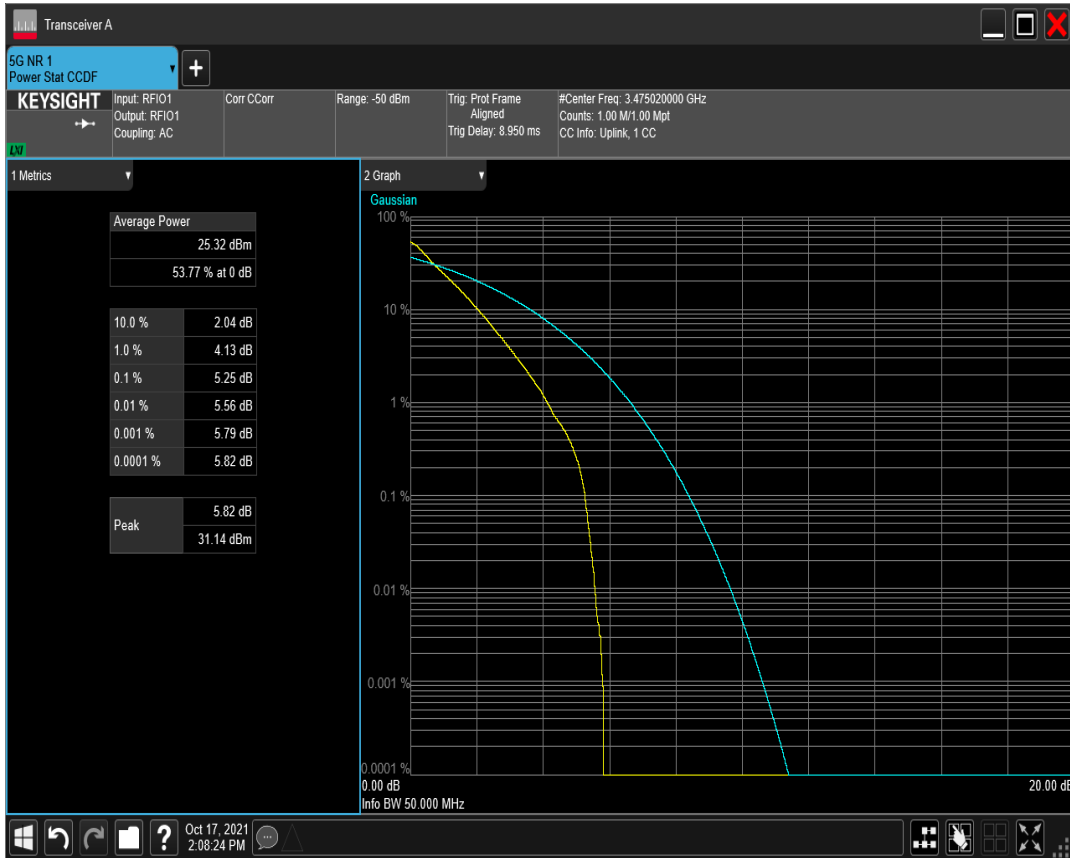 Transceiver A
5G NR 1
Power Stat CCDF
+
KEYSIGHT
LXI
Input: RFIO1
Output: RFIO1
Coupling: AC
Corr CCorr
Range: -50 dBm
Trig: Prot Frame
Aligned
Trig Delay: 8.950 ms
#Center Freq: 3.475020000 GHz
Counts: 1.00 M/1.00 Mpt
CC Info: Uplink, 1 CC
1 Metrics
Average Power
25.32 dBm
53.77 % at 0 dB
10.0 % 2.04 dB
1.0 % 4.13 dB
0.1 % 5.25 dB
0.01 % 5.56 dB
0.001 % 5.79 dB
0.0001 % 5.82 dB
Peak
5.82 dB
31.14 dBm
2 Graph
Gaussian
100 %
10 %
1 %
0.1 %
0.01 %
0.001 %
0.0001 %
0.00 dB 20.00 dB
Info BW 50.000 MHz
?
Oct 17, 2021
2:08:24 PM